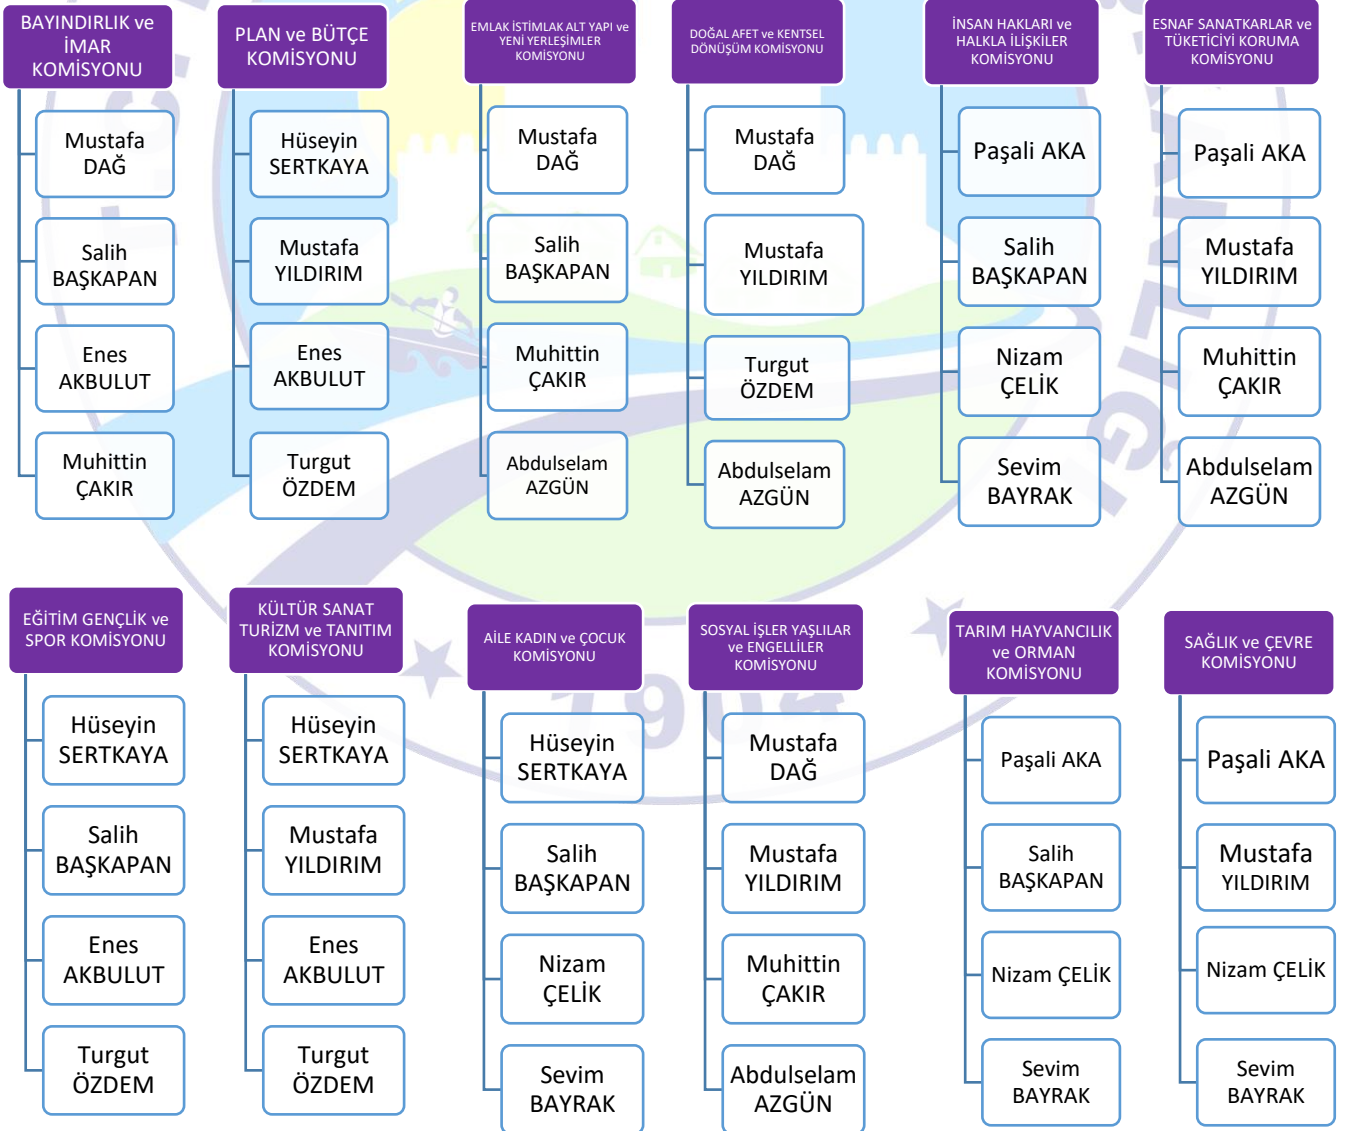 BAYINDIRLIK ve
İMAR
KOMİSYONU
Mustafa
DAĞ
Salih
BAŞKAPAN
Enes
AKBULUT
Muhittin
ÇAKIR
PLAN ve BÜTÇE
KOMİSYONU
Hüseyin
SERTKAYA
Mustafa
YILDIRIM
Enes
AKBULUT
Turgut
ÖZDEM
EMLAK İSTİMLAK ALT YAPI ve
YENİ YERLEŞİMLER
KOMİSYONU
Mustafa
DAĞ
Salih
BAŞKAPAN
Muhittin
ÇAKIR
Abdulselam
AZGÜN
DOĞAL AFET ve KENTSEL
DÖNÜŞÜM KOMİSYONU
Mustafa
DAĞ
Mustafa
YILDIRIM
Turgut
ÖZDEM
Abdulselam
AZGÜN
İNSAN HAKLARI ve
HALKLA İLİŞKİLER
KOMİSYONU
Paşali AKA
Salih
BAŞKAPAN
Nizam
ÇELİK
Sevim
BAYRAK
ESNAF SANATKARLAR ve
TÜKETİCİYİ KORUMA
KOMİSYONU
Paşali AKA
Mustafa
YILDIRIM
Muhittin
ÇAKIR
Abdulselam
AZGÜN
EĞİTİM GENÇLİK ve
SPOR KOMİSYONU
Hüseyin
SERTKAYA
Salih
BAŞKAPAN
Enes
AKBULUT
Turgut
ÖZDEM
KÜLTÜR SANAT
TURİZM ve TANITIM
KOMİSYONU
Hüseyin
SERTKAYA
Mustafa
YILDIRIM
Enes
AKBULUT
Turgut
ÖZDEM
AİLE KADIN ve ÇOCUK
KOMİSYONU
Hüseyin
SERTKAYA
Salih
BAŞKAPAN
Nizam
ÇELİK
Sevim
BAYRAK
SOSYAL İŞLER YAŞLILAR
ve ENGELLİLER
KOMİSYONU
Mustafa
DAĞ
Mustafa
YILDIRIM
Muhittin
ÇAKIR
Abdulselam
AZGÜN
TARIM HAYVANCILIK
ve ORMAN
KOMİSYONU
Paşali AKA
Salih
BAŞKAPAN
Nizam ÇELİK
Sevim
BAYRAK
SAĞLIK ve ÇEVRE
KOMİSYONU
Paşali AKA
Mustafa
YILDIRIM
Nizam ÇELİK
Sevim
BAYRAK
1904